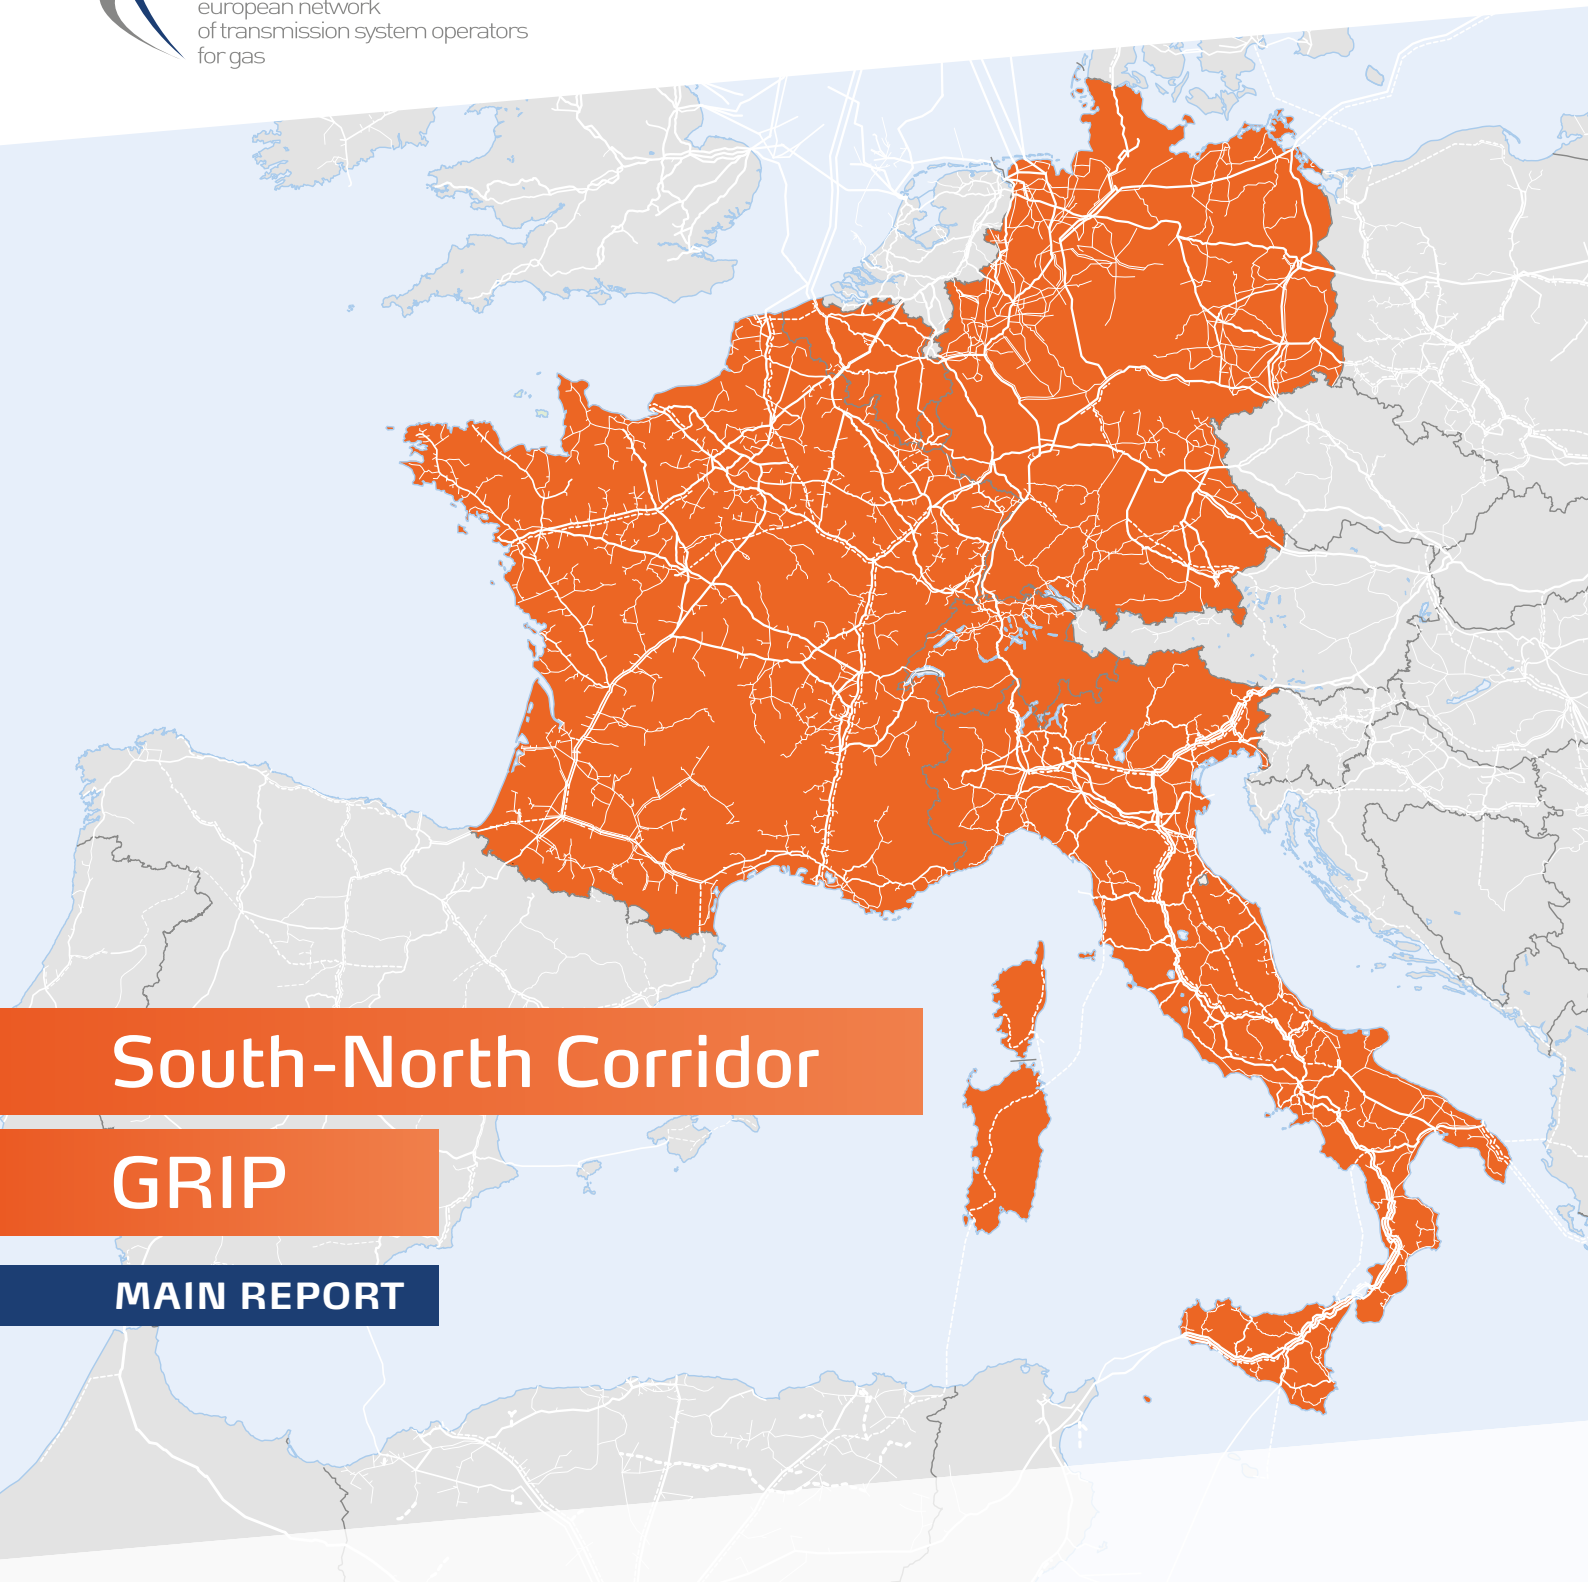 european network
of transmission system operators
for gas
South-North Corridor
GRIP
MAIN REPORT